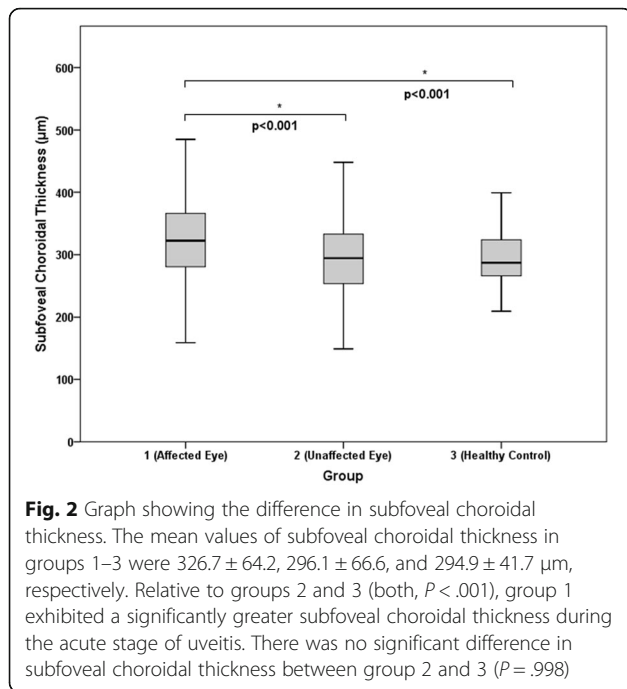 600
*
p<0.001
*
p<0.001
500
400
300
200
100
0
Subfoveal Choroidal Thickness (µm)
1 (Affected Eye) 2 (Unaffected Eye) 3 (Healthy Control)
Group
Fig. 2 Graph showing the difference in subfoveal choroidal
thickness. The mean values of subfoveal choroidal thickness in
groups 1–3 were 326.7 ± 64.2, 296.1 ± 66.6, and 294.9 ± 41.7 µm,
respectively. Relative to groups 2 and 3 (both, P < .001), group 1
exhibited a significantly greater subfoveal choroidal thickness during
the acute stage of uveitis. There was no significant difference in
subfoveal choroidal thickness between group 2 and 3 (P = .998)